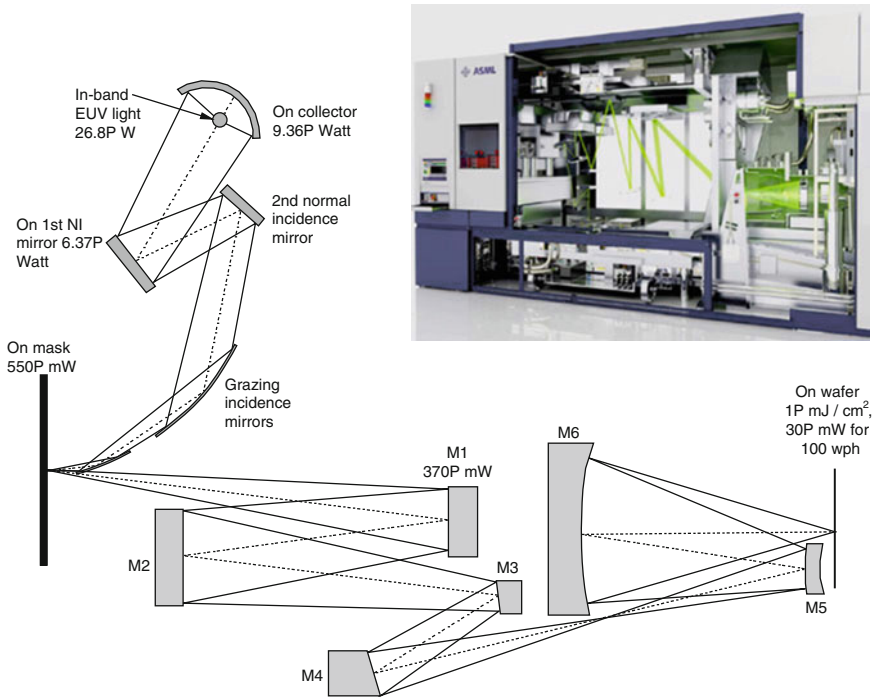 In-band
EUV light
26.8P W
On collector
9.36P Watt
On 1st NI
mirror 6.37P
Watt
2nd normal
incidence
mirror
ASML
On mask
550P mW
Grazing
incidence
mirrors
M1
370P mW
M2
M3
M4
M6
On wafer
1P mJ / cm²,
30P mW for
100 wph
M5